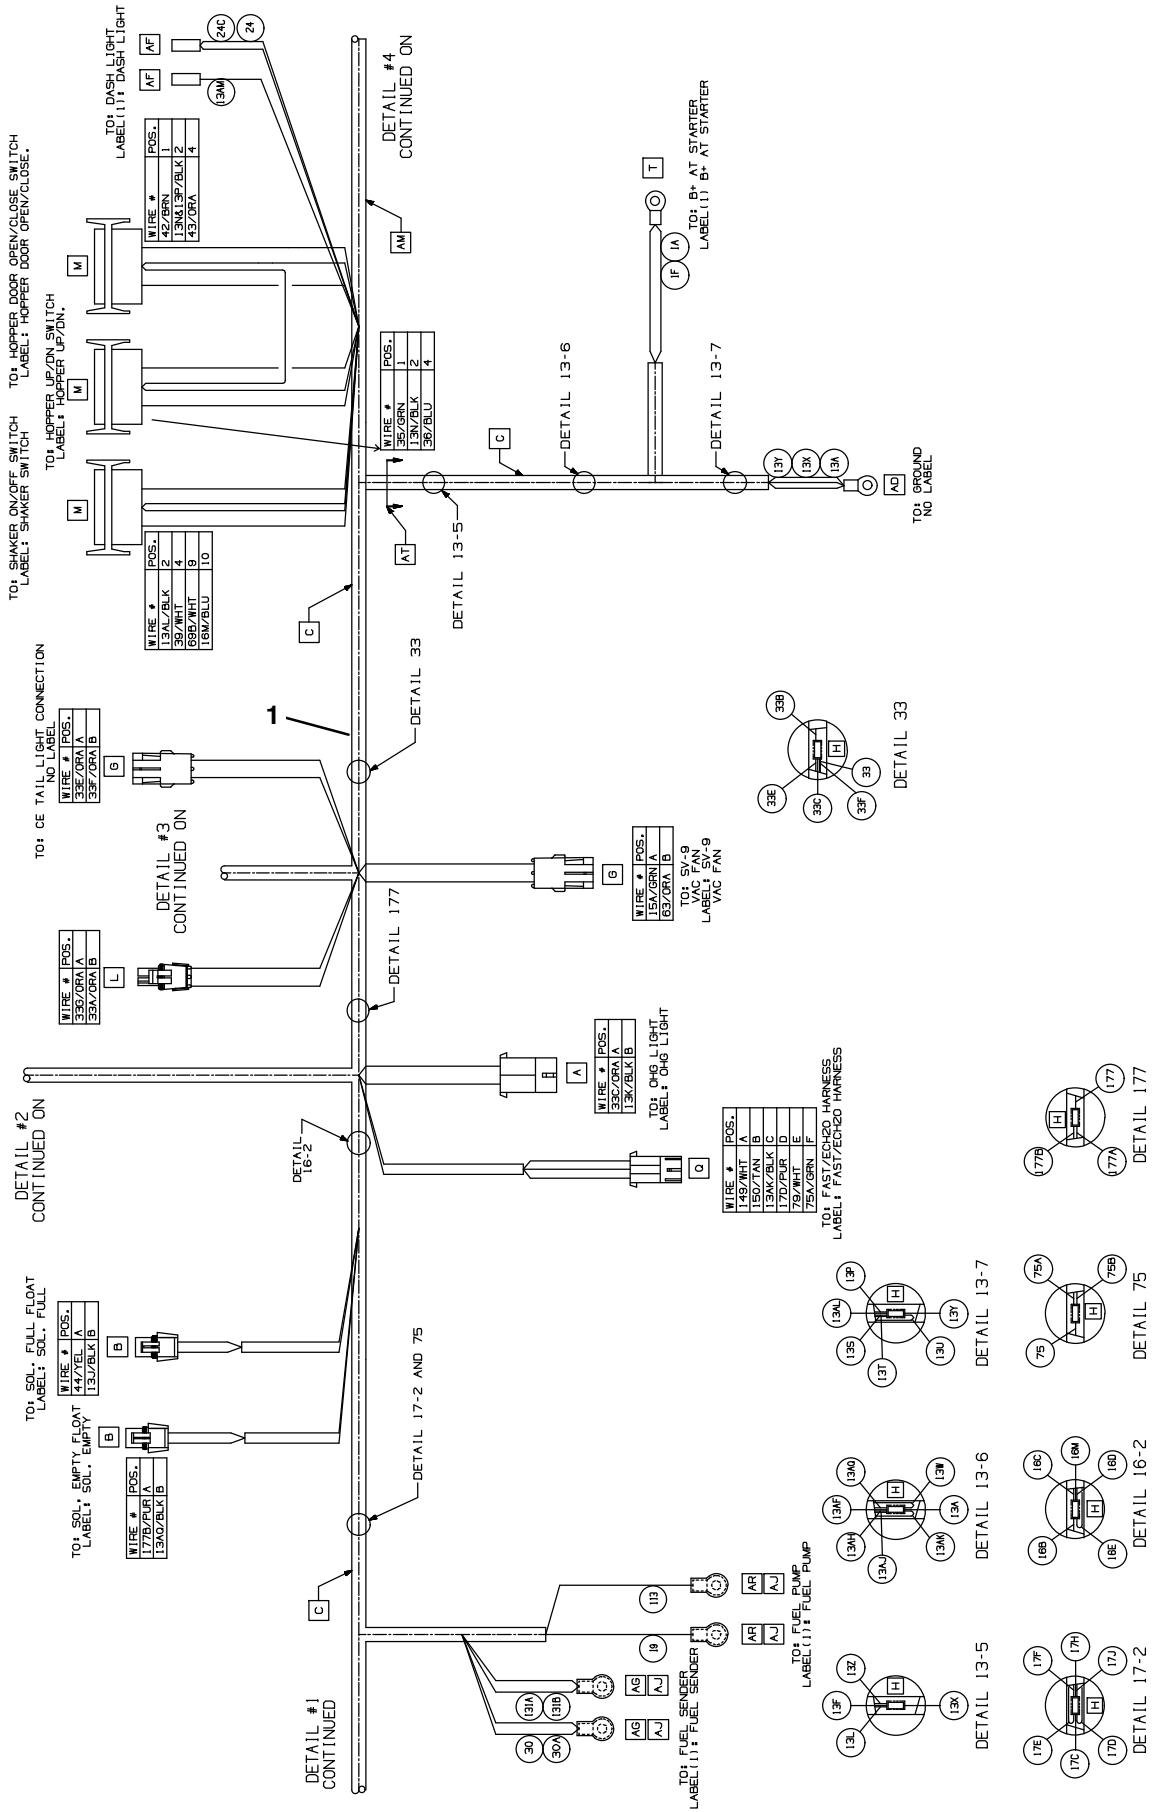 TO: DASH LIGHT
LABEL(1): DASH LIGHT
AF
AF
24C
24
13AM
DETAIL #4
CONTINUED ON
TO: HOPPER DOOR OPEN/CLOSE SWITCH
LABEL: HOPPER DOOR OPEN/CLOSE.
M
WIRE # POS.
42/BRN 1
13N&13P/BLK 2
43/ORA 4
AM
TO: HOPPER UP/DN SWITCH
LABEL: HOPPER UP/DN.
M
WIRE # POS.
35/GRN 1
13N/BLK 2
36/BLU 4
TO: SHAKER ON/OFF SWITCH
LABEL: SHAKER SWITCH
M
WIRE # POS.
13AL/BLK 2
39/WHT 4
69B/WHT 9
16M/BLU 10
C
AT
DETAIL 13-5
C
DETAIL 13-6
DETAIL 13-7
1F
1A
T
TO: B+ AT STARTER
LABEL(1) B+ AT STARTER
13Y
13X
13A
AD
TO: GROUND
NO LABEL
1
DETAIL 33
TO: CE TAIL LIGHT CONNECTION
NO LABEL
WIRE # POS.
33E/ORA A
33F/ORA B
G
DETAIL #3
CONTINUED ON
WIRE # POS.
33G/ORA A
33A/ORA B
L
G
WIRE # POS.
15A/GRN A
63/ORA B
TO: SV-9
VAC FAN
LABEL: SV-9
VAC FAN
DETAIL 177
DETAIL #2
CONTINUED ON
A
WIRE # POS.
33C/ORA A
13K/BLK B
TO: OHG LIGHT
LABEL: OHG LIGHT
DETAIL
16-2
Q
WIRE # POS.
149/WHT A
150/TAN B
13AK/BLK C
17D/PUR D
79/WHT E
75A/GRN F
TO: FAST/ECH2O HARNESS
LABEL: FAST/ECH2O HARNESS
TO: SOL. FULL FLOAT
LABEL: SOL. FULL
WIRE # POS.
44/YEL A
13J/BLK B
B
TO: SOL. EMPTY FLOAT
LABEL: SOL. EMPTY
WIRE # POS.
177B/PUR A
13AQ/BLK B
B
DETAIL 17-2 AND 75
C
DETAIL #1
CONTINUED
113
19
AR
AJ
AR
AJ
TO: FUEL PUMP
LABEL(1): FUEL PUMP
131A
131B
30
30A
AG
AJ
AG
AJ
TO: FUEL SENDER
LABEL(1): FUEL SENDER
33E
33C
33F
33
33B
H
DETAIL 33
13L
13F
13Z
13X
H
DETAIL 13-5
13AH
13AF
13AQ
13AJ
13AK
13A
13W
H
DETAIL 13-6
13S
13AL
13P
13T
13U
13Y
H
DETAIL 13-7
17E
17C
17D
17F
17H
17J
H
DETAIL 17-2
16B
16E
16C
16M
16D
H
DETAIL 16-2
75
75A
75B
H
DETAIL 75
177B
177A
177
H
DETAIL 177